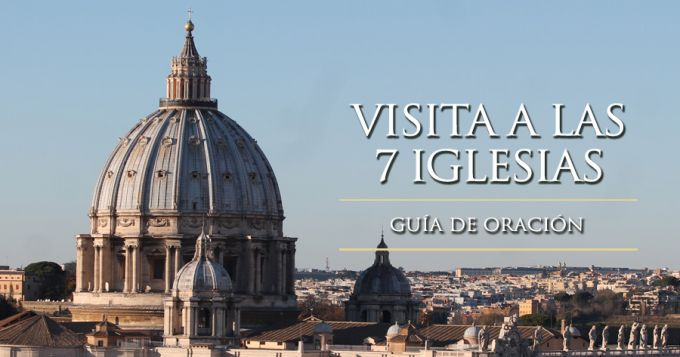 VISITA A LAS
7 IGLESIAS
GUÍA DE ORACIÓN